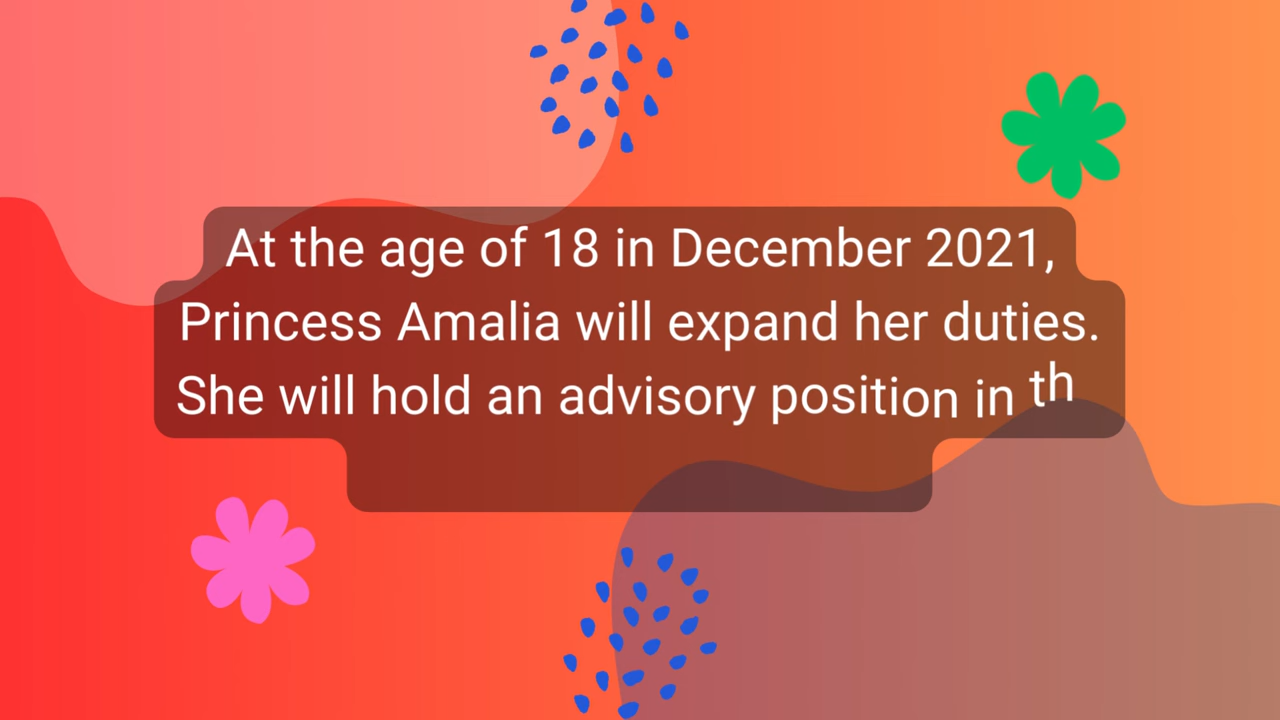 At the age of 18 in December 2021,
Princess Amalia will expand her duties.
She will hold an advisory position in th